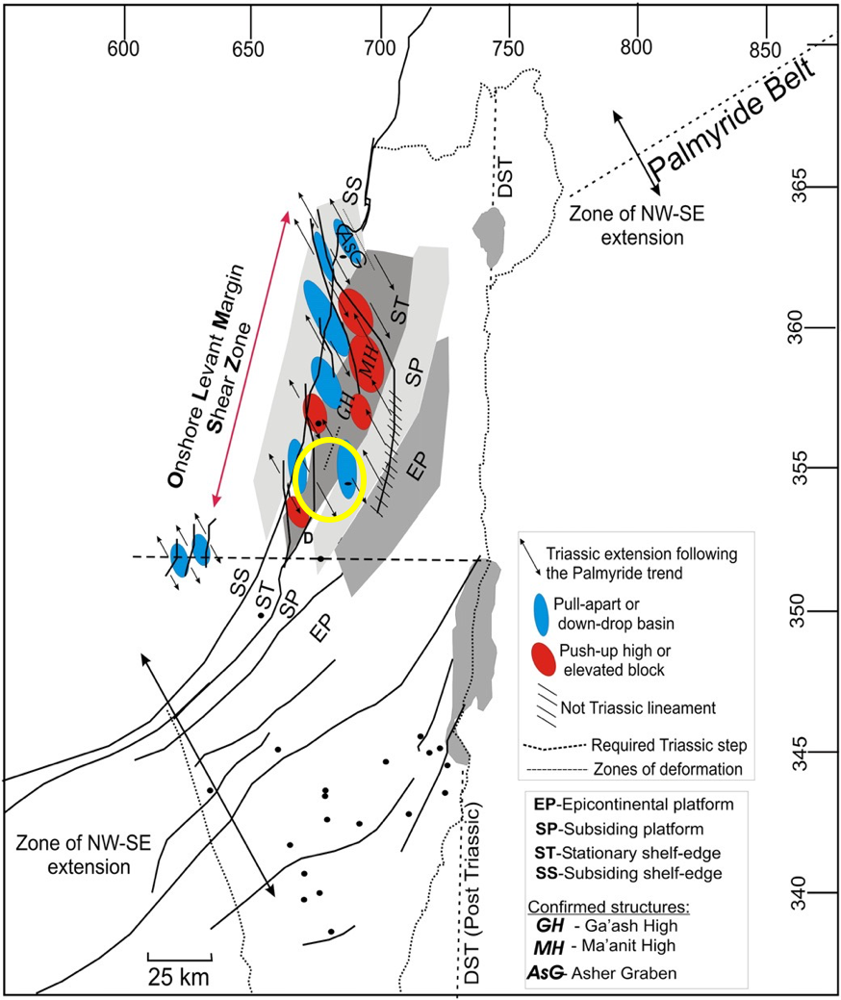 600 650 700 750 800 850
Palmyride Belt
365
DST
SS
Zone of NW-SE
extension
AsG
ST
360
Onshore Levant Margin
Shear Zone
MH
SP
GH
EP
355
D
SS
ST
SP
EP
350
Triassic extension following
the Palmyride trend
Pull-apart or
down-drop basin
Push-up high or
elevated block
Not Triassic lineament
Required Triassic step
Zones of deformation
345
EP-Epicontinental platform
SP-Subsiding platform
ST-Stationary shelf-edge
SS-Subsiding shelf-edge
Zone of NW-SE
extension
340
DST (Post Triassic)
Confirmed structures:
GH - Ga'ash High
MH - Ma'anit High
AsG- Asher Graben
25 km